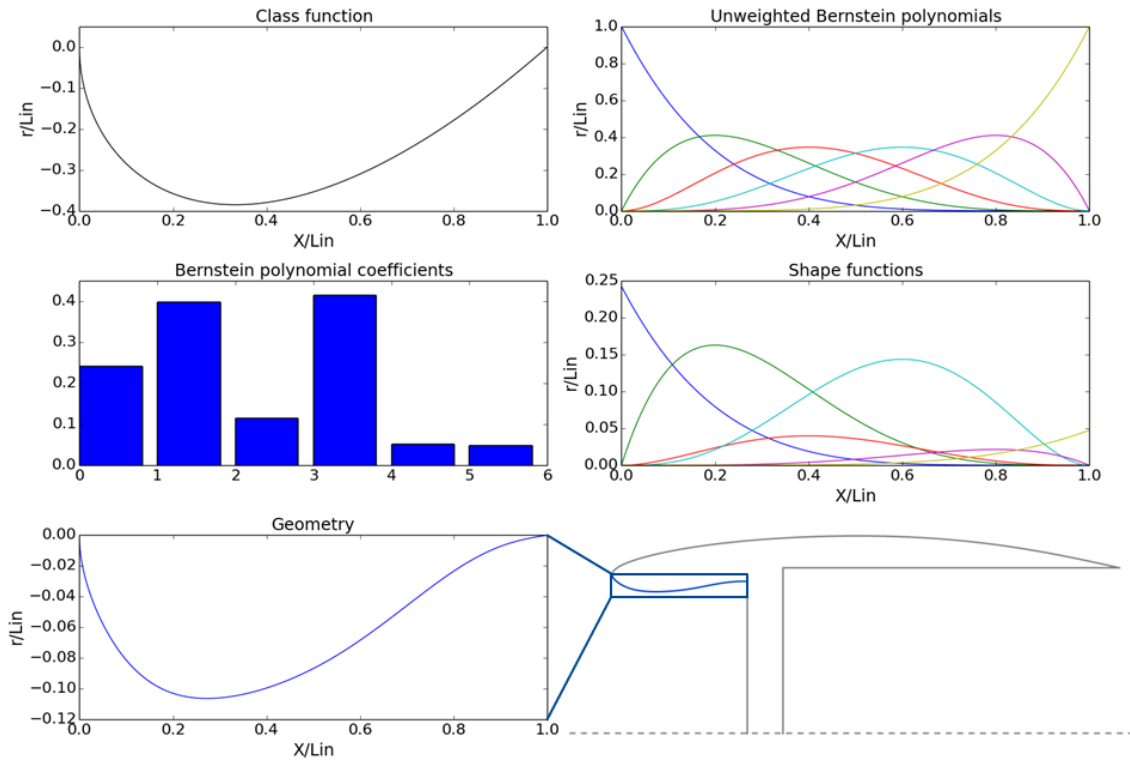 Class function
0.0
−0.1
−0.2
−0.3
−0.4
r/Lin
0.0 0.2 0.4 0.6 0.8 1.0
X/Lin
Unweighted Bernstein polynomials
1.0
0.8
0.6
0.4
0.2
0.0
r/Lin
0.0 0.2 0.4 0.6 0.8 1.0
X/Lin
Bernstein polynomial coefficients
0.4
0.3
0.2
0.1
0.0
0 1 2 3 4 5 6
Shape functions
0.25
0.20
0.15
0.10
0.05
0.00
r/Lin
0.0 0.2 0.4 0.6 0.8 1.0
X/Lin
Geometry
0.00
−0.02
−0.04
−0.06
−0.08
−0.10
−0.12
r/Lin
0.0 0.2 0.4 0.6 0.8 1.0
X/Lin